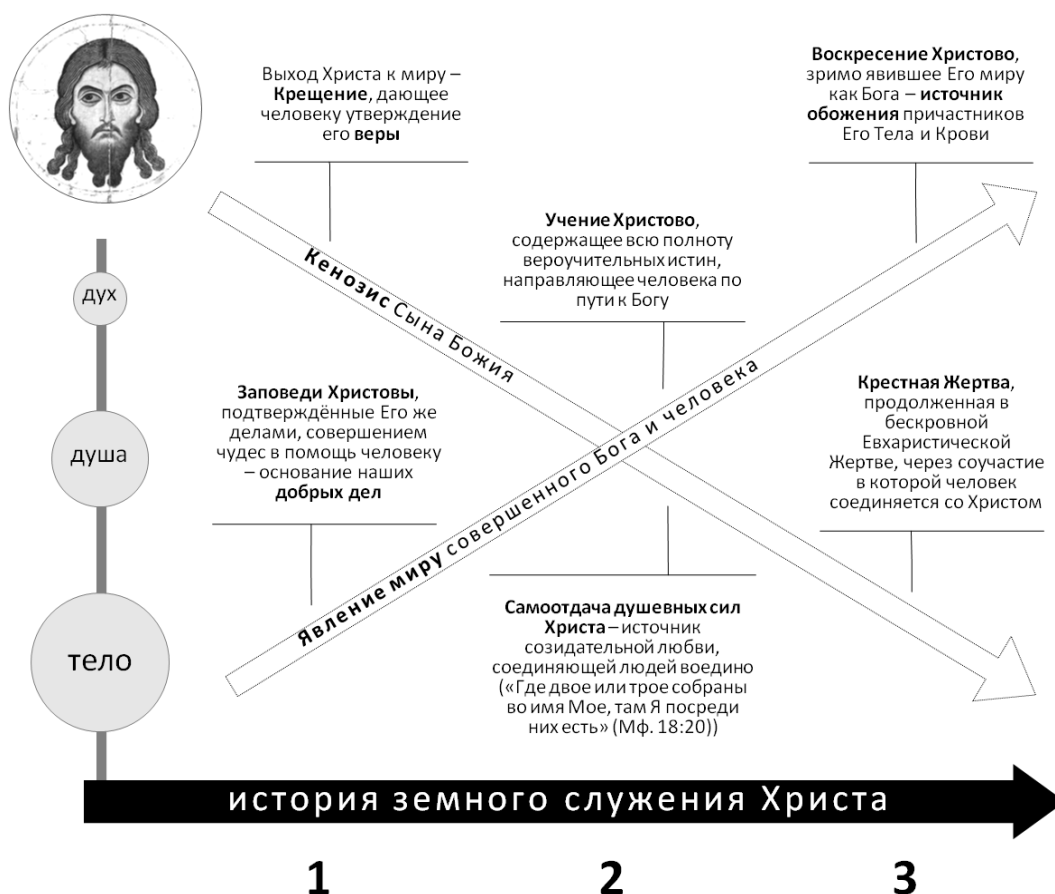 Выход Христа к миру –
Крещение, дающее
человеку утверждение
его веры
Воскресение Христово,
зримо явившее Его миру
как Бога – источник
обожения причастников
Его Тела и Крови
Учение Христово,
содержащее всю полноту
вероучительных истин,
направляющее человека по
пути к Богу
Кенозис Сына Божия
дух
душа
тело
Заповеди Христовы,
подтверждённые Его же
делами, совершением
чудес в помощь человеку
– основание наших
добрых дел
Явление миру совершенного Бога и человека
Крестная Жертва,
продолженная в
бескровной
Евхаристической
Жертве, через соучастие
в которой человек
соединяется со Христом
Самоотдача душевных сил
Христа – источник
созидательной любви,
соединяющей людей воедино
(«Где двое или трое собраны
во имя Мое, там Я посреди
них есть» (Мф. 18:20))
история земного служения Христа
1 2 3